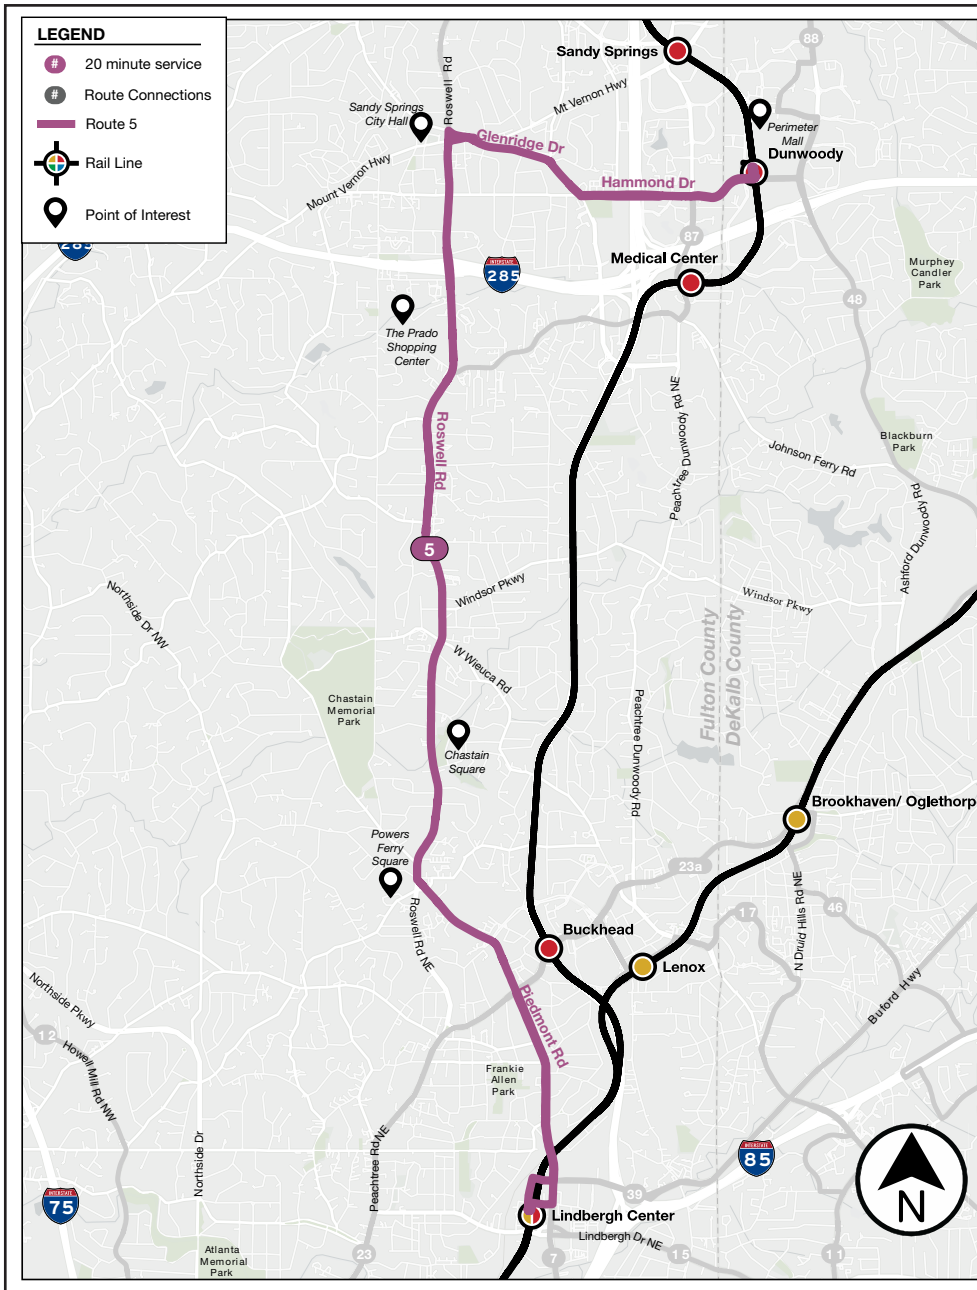 LEGEND
# 20 minute service
# Route Connections
Route 5
Rail Line
Point of Interest
Sandy Springs
88
Roswell Rd
Mt Vernon Hwy
Sandy Springs
City Hall
Perimeter
Mall
Glenridge Dr
Dunwoody
Mount Vernon Hwy
Hammond Dr
87
285
Medical Center
INTERSTATE
285
Murphey
Candler
Park
48
The Prado
Shopping
Center
Peachtree Dunwoody Rd NE
Roswell Rd
Blackburn
Park
Johnson Ferry Rd
Ashford Dunwoody Rd
5
Windsor Pkwy
Windsor Pkwy
Northside Dr NW
Fulton County
DeKalb County
W Wieuca Rd
Chastain
Memorial
Park
Peachtree Dunwoody Rd
Chastain
Square
Brookhaven/ Oglethorp
Powers
Ferry
Square
23a
N Druid Hills Rd NE
Roswell Rd NE
17
46
Buckhead
Lenox
Buford Hwy
Northside Pkwy
Piedmont Rd
12
Howell Mill Rd NW
Frankie
Allen
Park
Peachtree Rd NE
Northside Dr
INTERSTATE
85
INTERSTATE
75
39
N
Lindbergh Center
Lindbergh Dr NE
Atlanta
Memorial
Park
23
7
15
11